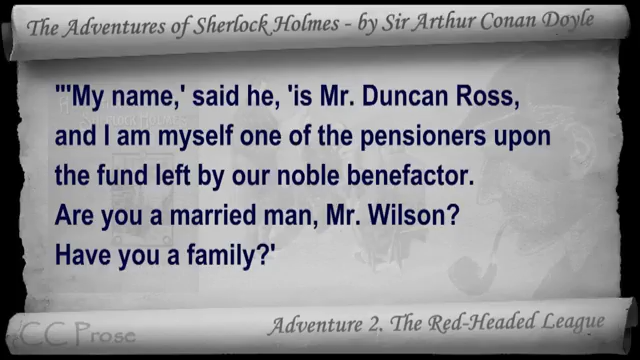 The Adventures of Sherlock Holmes - by Sir Arthur Conan Doyle
"'My name,' said he, 'is Mr. Duncan Ross,
and I am myself one of the pensioners upon
the fund left by our noble benefactor.
Are you a married man, Mr. Wilson?
Have you a family?'
CC Prose
Adventure 2. The Red-Headed League